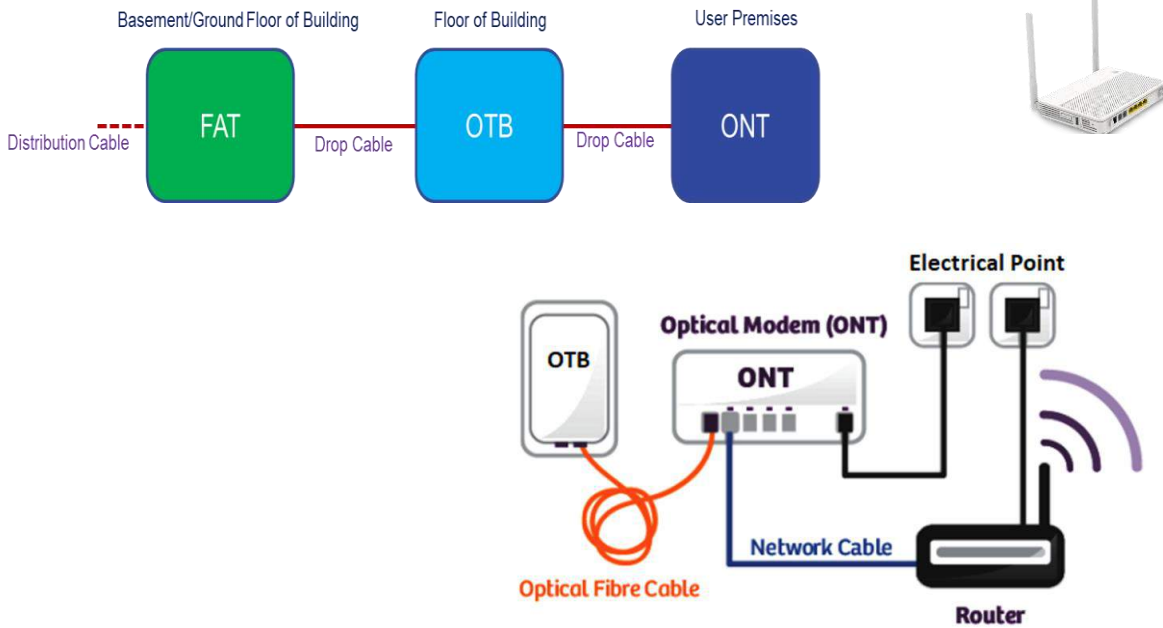 Basement/Ground Floor of Building
Floor of Building
User Premises
FAT
OTB
ONT
Distribution Cable
Drop Cable
Drop Cable
Electrical Point
Optical Modem (ONT)
OTB
ONT
Network Cable
Optical Fibre Cable
Router